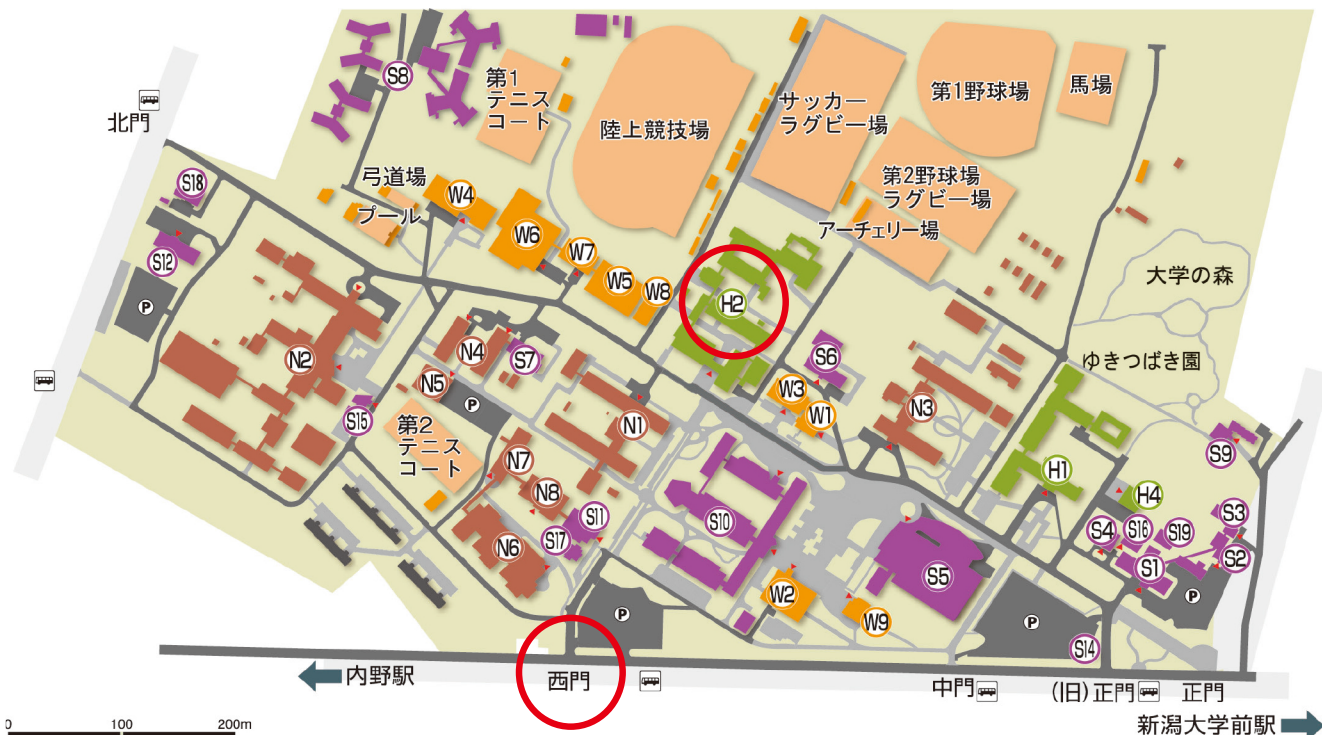 S8
第1
テニス
コート
陸上競技場
サッカー
ラグビー場
第1野球場
馬場
北門
第2野球場
ラグビー場
アーチェリー場
S18
弓道場
プール
W4
W6
W7
W5
W8
S12
P
H2
大学の森
ゆきつばき園
N2
N4
S7
N5
P
S6
W3
W1
N3
S15
第2
テニス
コート
N1
N7
N8
S11
S17
N6
S10
H1
H4
S9
S4
S16
S19
S3
S1
S2
S5
W2
W9
P
P
P
S14
内野駅
西門
中門
(旧)正門
正門
新潟大学前駅
0
100
200m